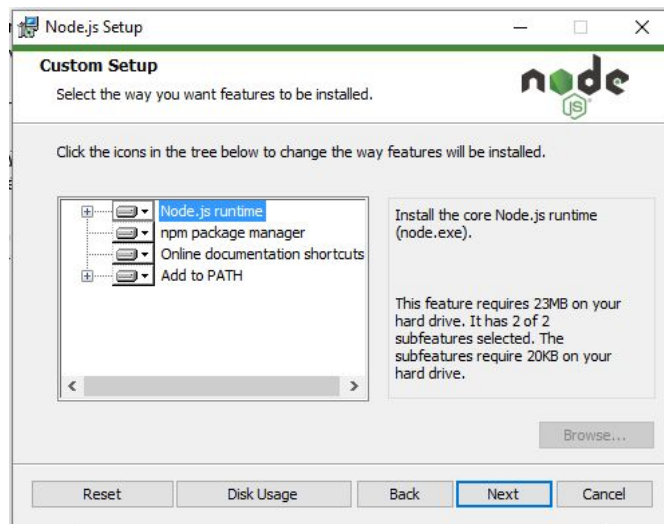 Node.js Setup
Custom Setup
Select the way you want features to be installed.
node
JS
Click the icons in the tree below to change the way features will be installed.
Node.js runtime
npm package manager
Online documentation shortcuts
Add to PATH
Install the core Node.js runtime
(node.exe).
This feature requires 23MB on your
hard drive. It has 2 of 2
subfeatures selected. The
subfeatures require 20KB on your
hard drive.
Browse...
Reset
Disk Usage
Back
Next
Cancel